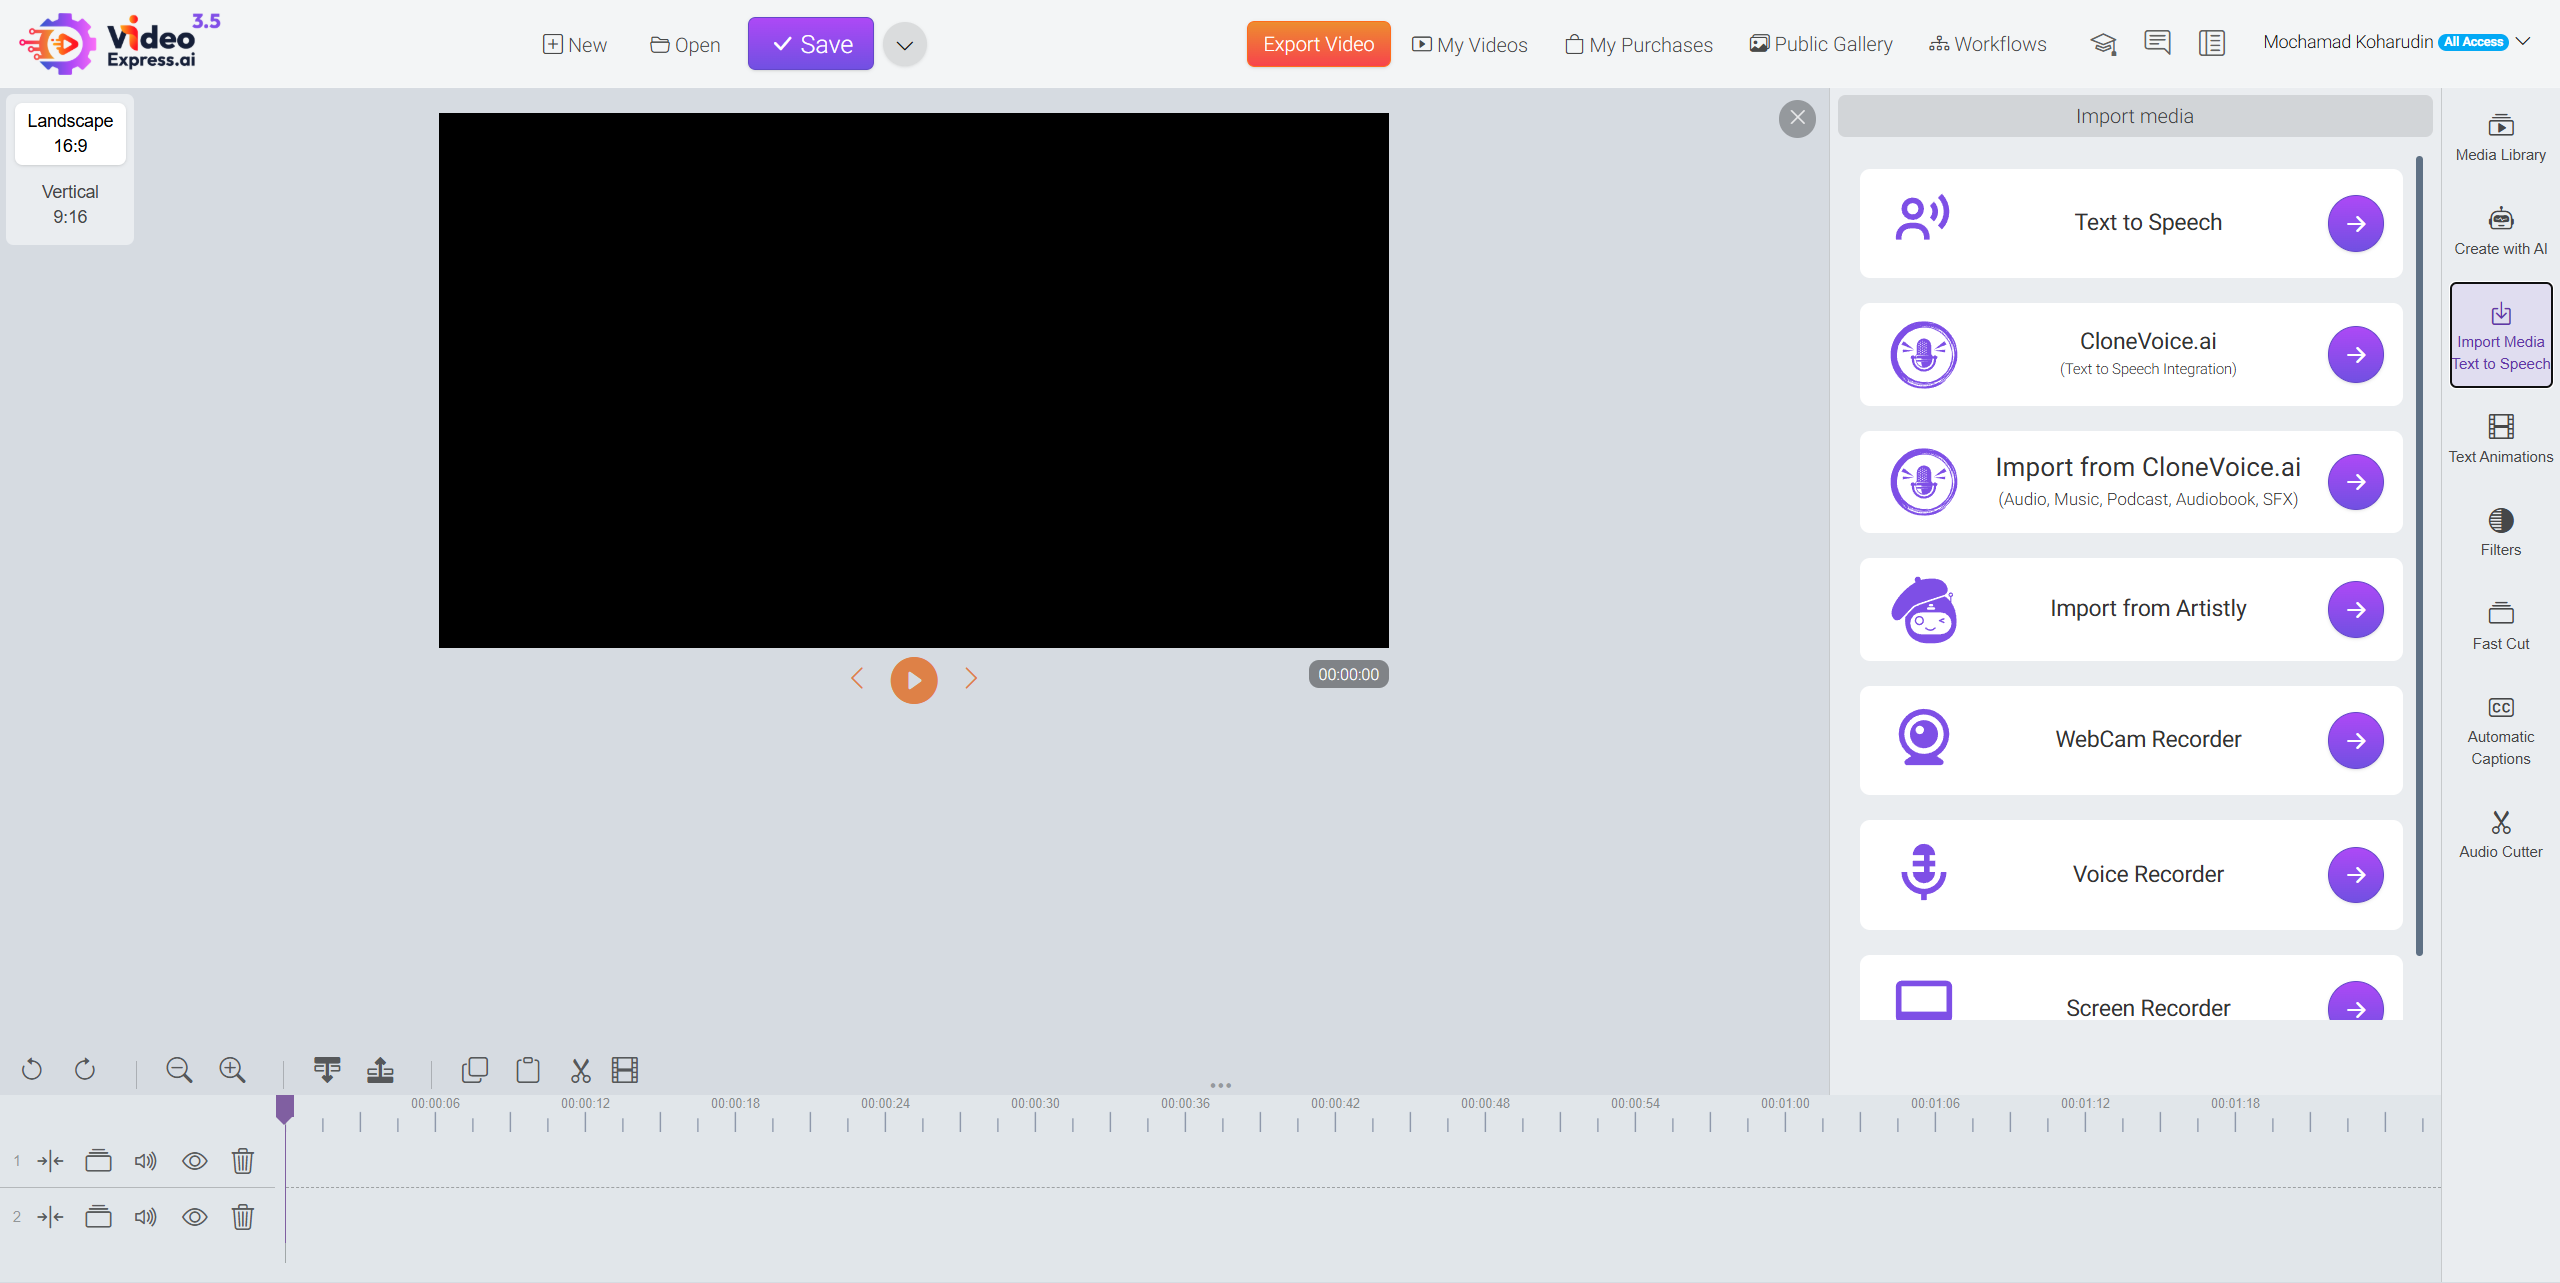 Video 3.5
Express.ai
New
Open
Save
Export Video
My Videos
My Purchases
Public Gallery
Workflows
Mochamad Koharudin All Access
Landscape
16:9
Vertical
9:16
00:00:00
Import media
Text to Speech
CloneVoice.ai
(Text to Speech Integration)
Import from CloneVoice.ai
(Audio, Music, Podcast, Audiobook, SFX)
Import from Artistly
WebCam Recorder
Voice Recorder
Screen Recorder
Media Library
Create with AI
Import Media
Text to Speech
Text Animations
Filters
Fast Cut
CC
Automatic
Captions
Audio Cutter
00:00:06 00:00:12 00:00:18 00:00:24 00:00:30 00:00:36 00:00:42 00:00:48 00:00:54 00:01:00 00:01:06 00:01:12 00:01:18
1
2